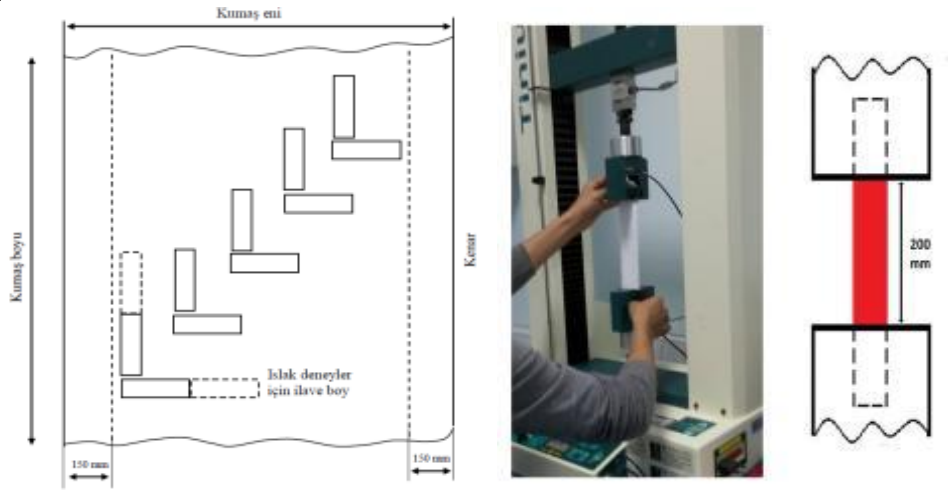 Kumaş eni
Kumaş boyu
Kenar
Islak deneyler
için ilave boy
150 mm
150 mm
200
mm